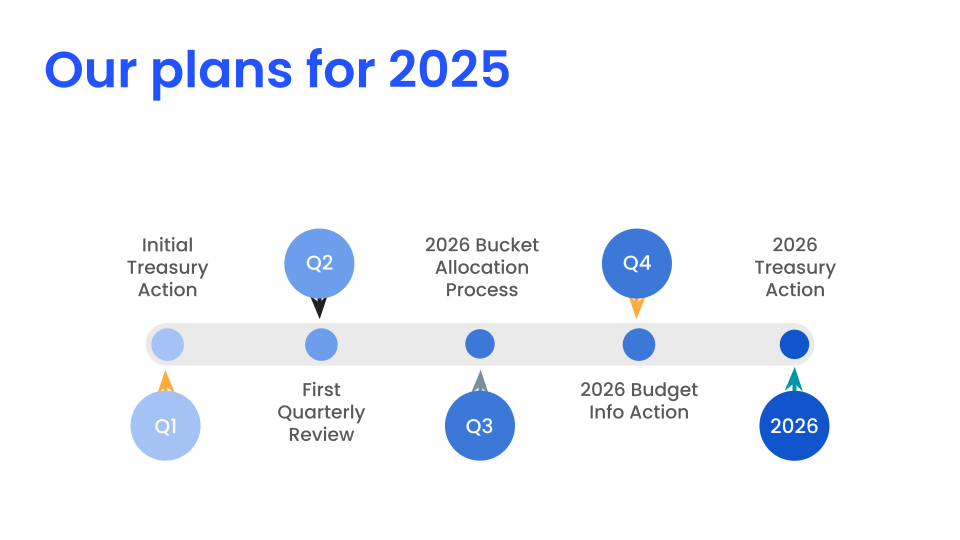 Our plans for 2025
Initial
Treasury
Action
Q1
Q2
First
Quarterly
Review
2026 Bucket
Allocation
Process
Q3
Q4
2026 Budget
Info Action
2026
Treasury
Action
2026